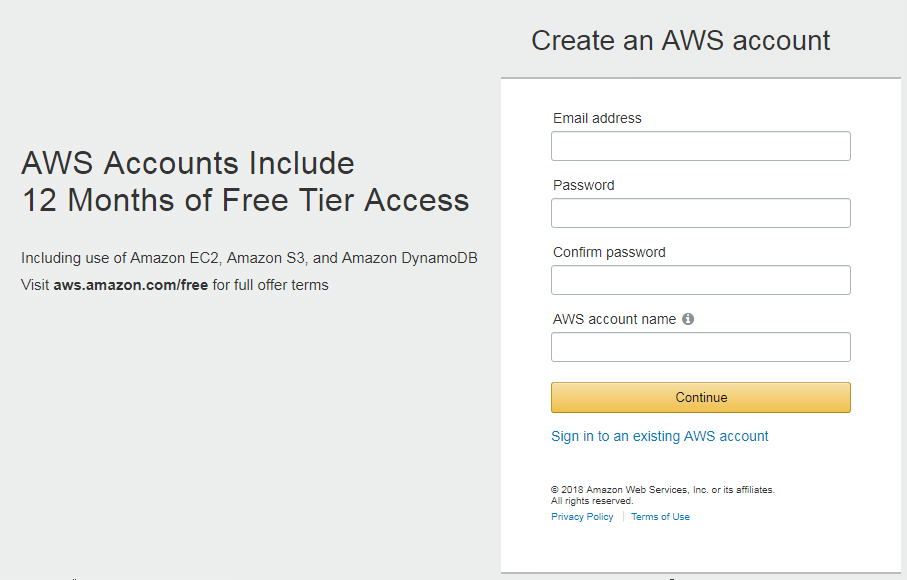 Create an AWS account
AWS Accounts Include
12 Months of Free Tier Access
Including use of Amazon EC2, Amazon S3, and Amazon DynamoDB
Visit aws.amazon.com/free for full offer terms
Email address
Password
Confirm password
AWS account name
Continue
Sign in to an existing AWS account
© 2018 Amazon Web Services, Inc. or its affiliates.
All rights reserved.
Privacy Policy | Terms of Use